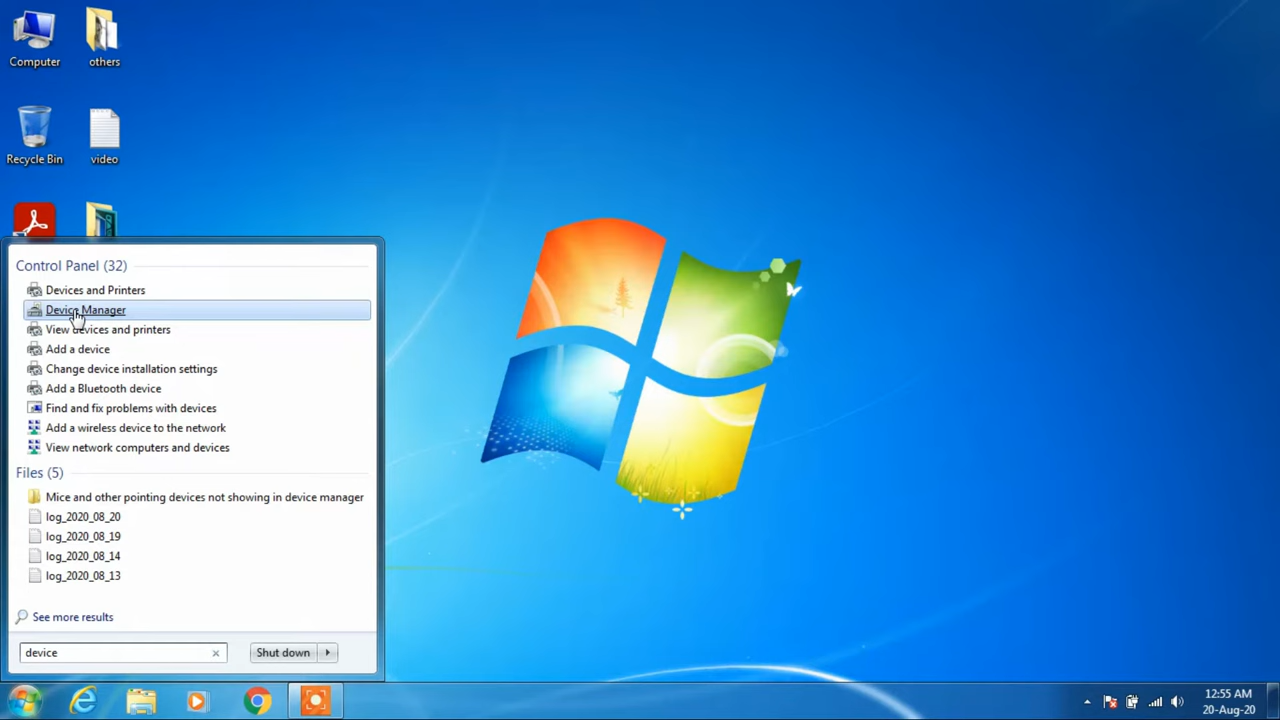 Computer
others
Recycle Bin
video
Control Panel (32)
Devices and Printers
Device Manager
View devices and printers
Add a device
Change device installation settings
Add a Bluetooth device
Find and fix problems with devices
Add a wireless device to the network
View network computers and devices
Files (5)
Mice and other pointing devices not showing in device manager
log_2020_08_20
log_2020_08_19
log_2020_08_14
log_2020_08_13
See more results
device
Shut down
12:55 AM
20-Aug-20